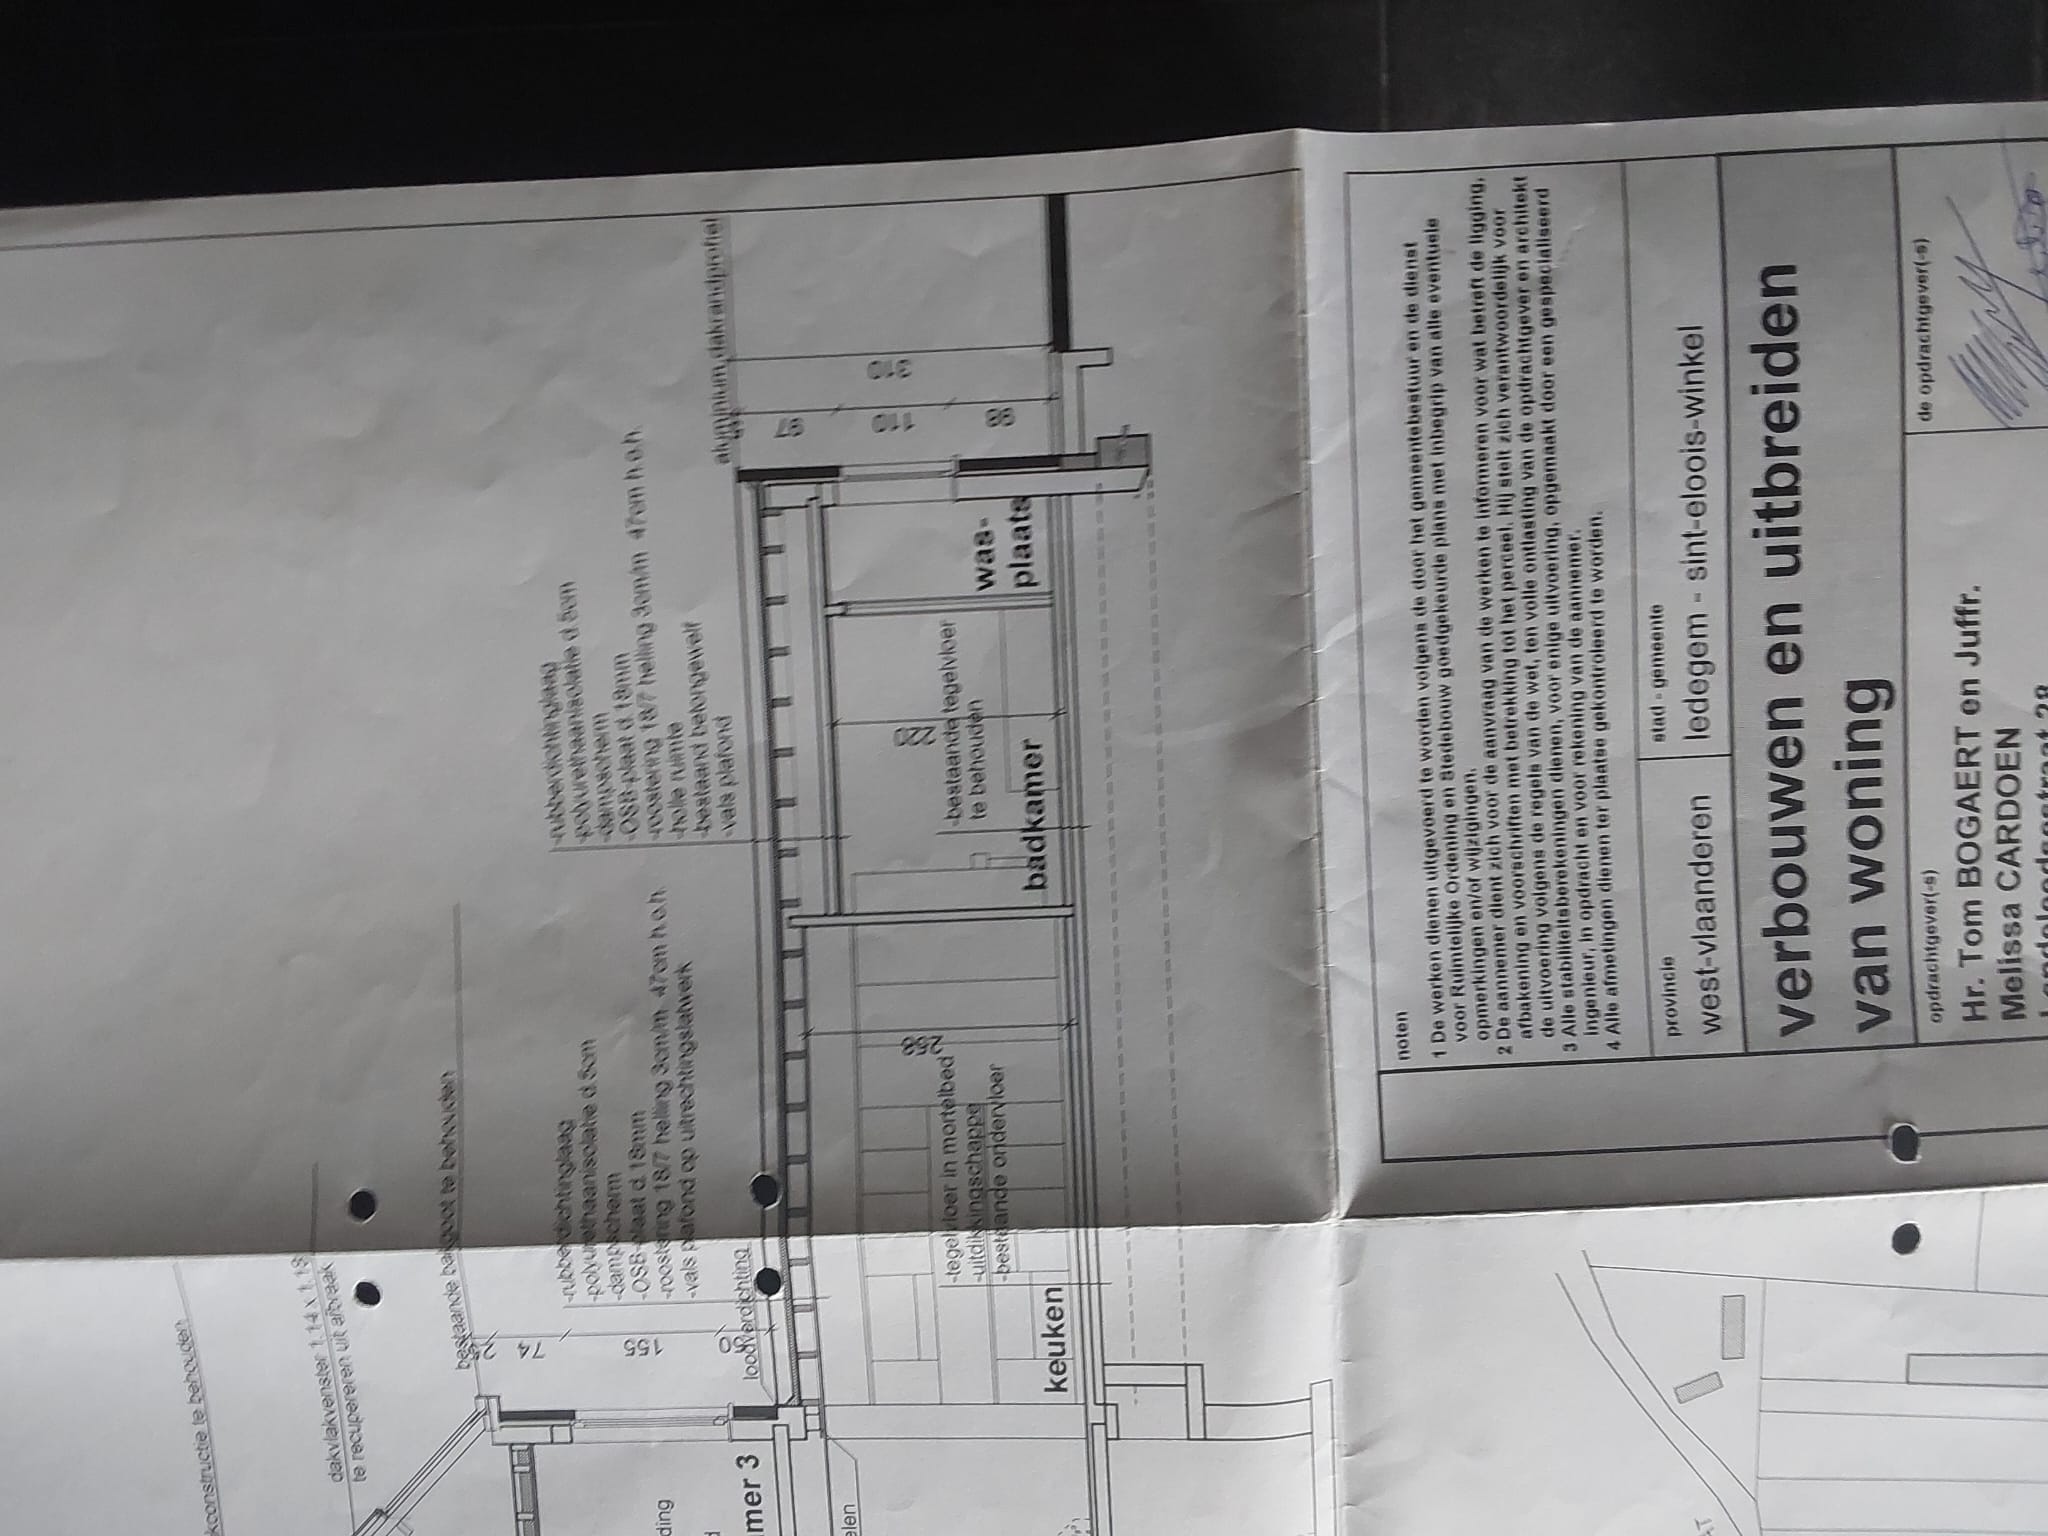 kconstructie te behouden
dakvlakvenster 1.14 x 1.18
te recupereren uit afbraak
bestaande bakgoot te behouden
25
74
155
50
-rubberdichtinglaag
-polyurethaanisolatie d.5cm
-dampscherm
-OSB-plaat d.18mm
-roostering 18/7 helling 3cm/m 47cm h.o.h.
-vals plafond op uitrechtingslatwerk
-rubberdichtinglaag
-polyurethaanisolatie d.5cm
-dampscherm
-OSB-plaat d.18mm
-roostering 18/7 helling 3cm/m 47cm h.o.h.
-holle ruimte
-bestaand betongewelf
-vals plafond
ding
mer 3
loodverdichting
aluminium dakrandprofiel
5
97
110
310
98
elen
258
220
-tegelvloer in mortelbed
-uitdikkingschappe
-bestaande ondervloer
-bestaande tegelvloer
te behouden
keuken
badkamer
was-
plaats
noten
1 De werken dienen uitgevoerd te worden volgens de door het gemeentebestuur en de dienst
voor Ruimtelijke Ordening en Stedebouw goedgekeurde plans met inbegrip van alle eventuele
opmerkingen en/of wijzigingen.
2 De aannemer dient zich voor de aanvraag van de werken te informeren voor wat betreft de ligging,
afbakening en voorschriften met betrekking tot het perceel. Hij stelt zich verantwoordelijk voor
de uitvoering volgens de regels van de wet, ten volle ontlasting van de opdrachtgever en architekt
3 Alle stabiliteitsberekeningen dienen, voor enige uitvoering, opgemaakt door een gespecialiseerd
ingenieur, in opdracht en voor rekening van de aannemer.
4 Alle afmetingen dienen ter plaatse gekontroleerd te worden.
provincie
west-vlaanderen
stad - gemeente
ledegem - sint-eloois-winkel
verbouwen en uitbreiden
van woning
opdrachtgever(-s)
Hr. Tom BOGAERT en Juffr.
Melissa CARDOEN
28
de opdrachtgever(-s)